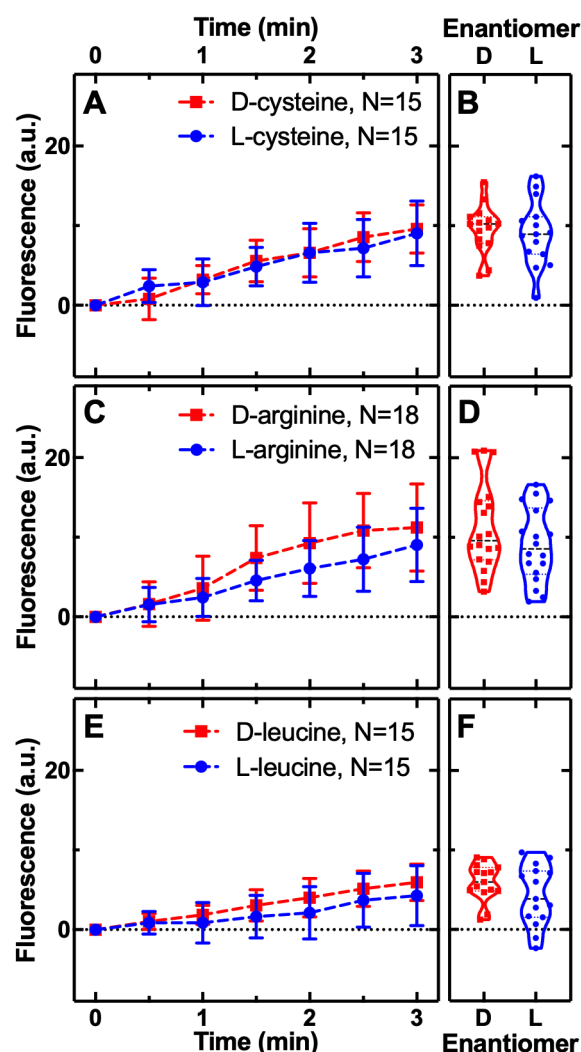 Time (min)
Enantiomer
0 1 2 3
D L
A
D-cysteine, N=15
L-cysteine, N=15
B
Fluorescence (a.u.)
20
0
C
D-arginine, N=18
L-arginine, N=18
D
Fluorescence (a.u.)
20
0
E
D-leucine, N=15
L-leucine, N=15
F
Fluorescence (a.u.)
20
0
0 1 2 3
D L
Time (min)
Enantiomer